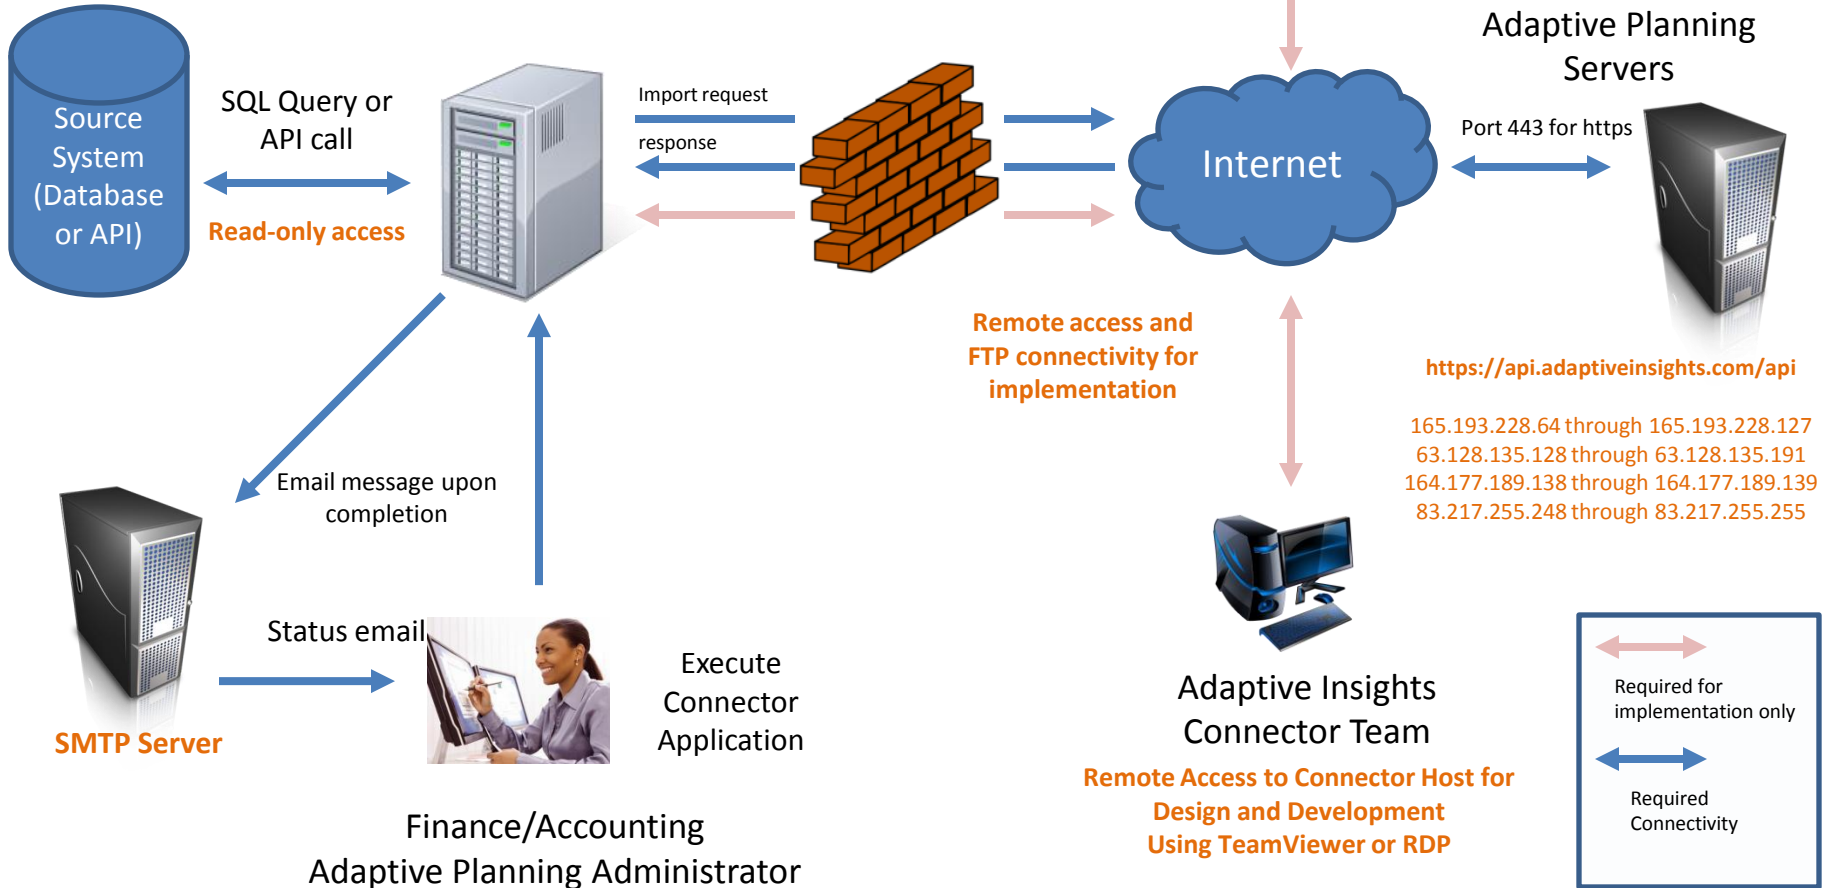 Adaptive Planning
Servers
Source
System
(Database
or API)
SQL Query or
API call
Read-only access
Import request
response
Internet
Port 443 for https
Remote access and
FTP connectivity for
implementation
https://api.adaptiveinsights.com/api
165.193.228.64 through 165.193.228.127
63.128.135.128 through 63.128.135.191
164.177.189.138 through 164.177.189.139
83.217.255.248 through 83.217.255.255
Email message upon
completion
Status email
SMTP Server
Execute
Connector
Application
Finance/Accounting
Adaptive Planning Administrator
Adaptive Insights
Connector Team
Remote Access to Connector Host for
Design and Development
Using TeamViewer or RDP
Required for
implementation only
Required
Connectivity